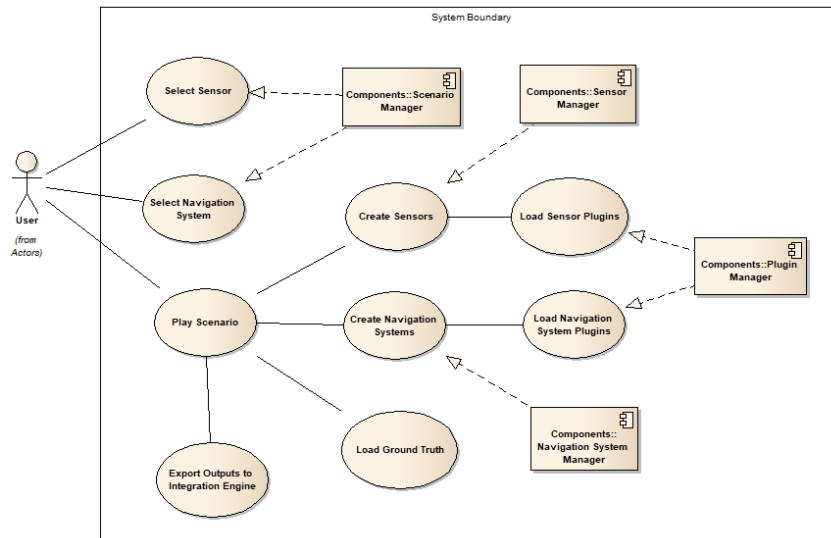 System Boundary
Select Sensor
Components::Scenario
Manager
Components::Sensor
Manager
User
(from
Actors)
Select Navigation
System
Create Sensors
Load Sensor Plugins
Components::Plugin
Manager
Play Scenario
Create Navigation
Systems
Load Navigation
System Plugins
Components::
Navigation System
Manager
Load Ground Truth
Export Outputs to
Integration Engine